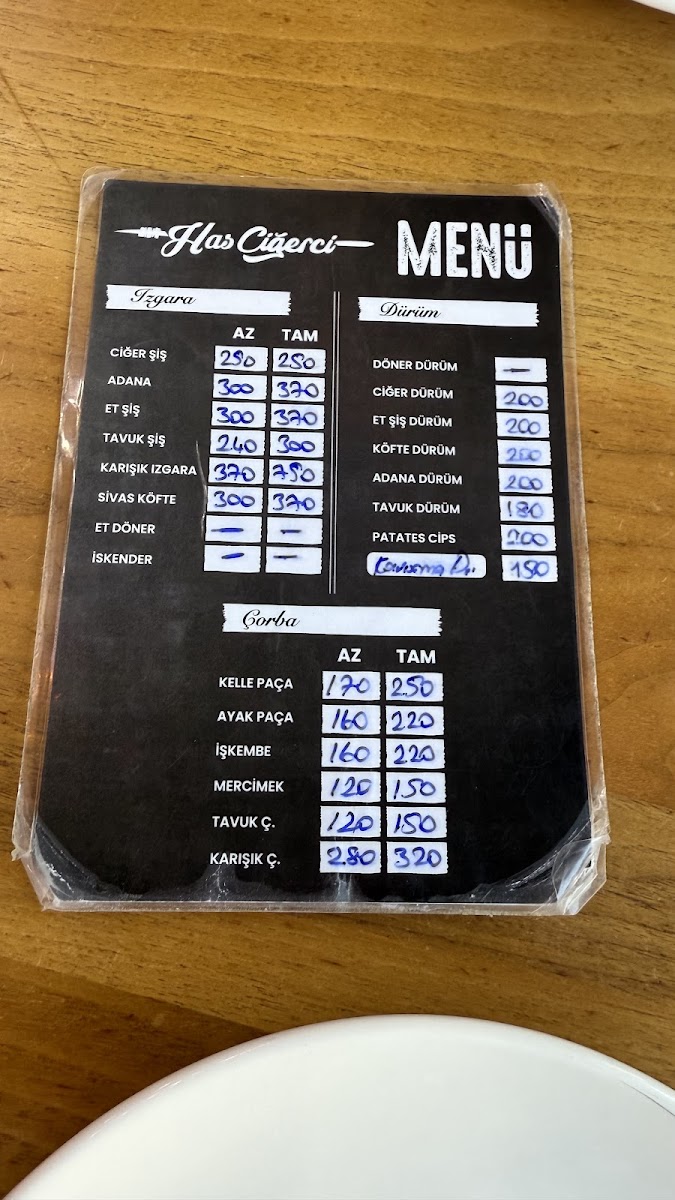 Has Ciğerci
MENÜ
Izgara
AZ TAM
CİĞER ŞİŞ 250 250
ADANA 300 370
ET ŞİŞ 300 370
TAVUK ŞİŞ 240 300
KARIŞIK IZGARA 370 750
SİVAS KÖFTE 300 370
ET DÖNER — —
İSKENDER — —
Dürüm
DÖNER DÜRÜM —
CİĞER DÜRÜM 200
ET ŞİŞ DÜRÜM 200
KÖFTE DÜRÜM 200
ADANA DÜRÜM 200
TAVUK DÜRÜM 180
PATATES CİPS 200
150
Çorba
AZ TAM
KELLE PAÇA 170 250
AYAK PAÇA 160 220
İŞKEMBE 160 220
MERCİMEK 120 150
TAVUK Ç. 120 150
KARIŞIK Ç. 280 320